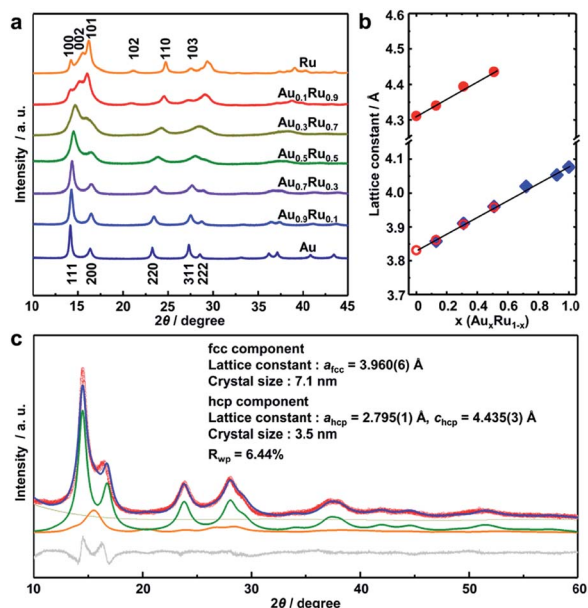 a
100
002
101
102
110
103
Ru
Au0.1Ru0.9
Au0.3Ru0.7
Au0.5Ru0.5
Au0.7Ru0.3
Au0.9Ru0.1
Au
111
200
220
311
222
Intensity / a. u.
10 15 20 25 30 35 40 45
2θ / degree
b
4.6
4.5
4.4
4.3
4.1
4.0
3.9
3.8
3.7
Lattice constant / Å
0 0.2 0.4 0.6 0.8 1.0
x (AuxRu1-x)
c
fcc component
Lattice constant : afcc = 3.960(6) Å
Crystal size : 7.1 nm
hcp component
Lattice constant : ahcp = 2.795(1) Å, chcp = 4.435(3) Å
Crystal size : 3.5 nm
Rwp = 6.44%
Intensity / a.u.
10 20 30 40 50 60
2θ / degree